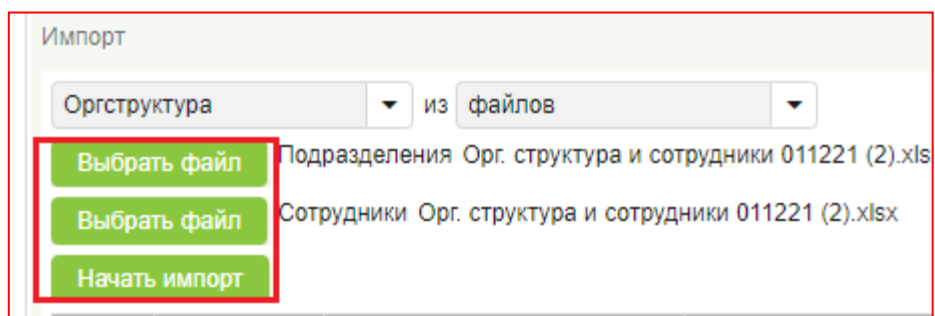 Импорт
Оргструктура из файлов
Выбрать файл Подразделения Орг. структура и сотрудники 011221 (2).xls
Выбрать файл Сотрудники Орг. структура и сотрудники 011221 (2).xlsx
Начать импорт